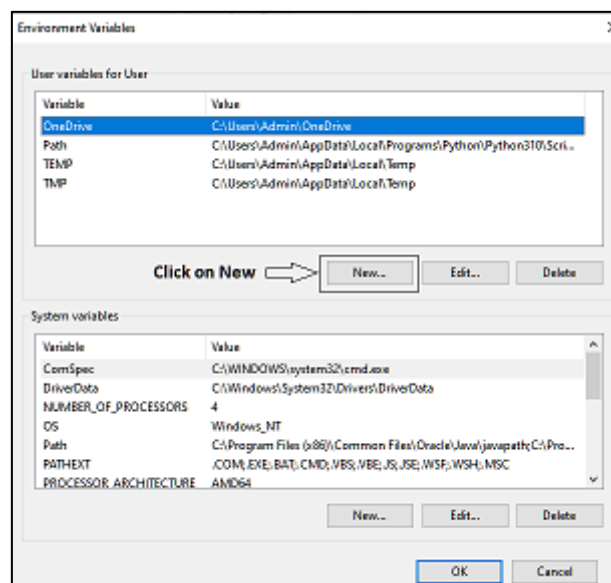 Environment Variables
User variables for User
Variable Value
OneDrive C:\Users\Admin\OneDrive
Path C:\Users\Admin\AppData\Local\Programs\Python\Python310\Scri...
TEMP C:\Users\Admin\AppData\Local\Temp
TMP C:\Users\Admin\AppData\Local\Temp
Click on New New... Edit... Delete
System variables
Variable Value
ComSpec C:\WINDOWS\system32\cmd.exe
DriverData C:\Windows\System32\Drivers\DriverData
NUMBER_OF_PROCESSORS 4
OS Windows_NT
Path C:\Program Files (x86)\Common Files\Oracle\Java\javapath;C:\Pro...
PATHEXT .COM;.EXE;.BAT;.CMD;.VBS;.VBE;.JS;.JSE;.WSF;.WSH;.MSC
PROCESSOR_ARCHITECTURE AMD64
New... Edit... Delete
OK Cancel